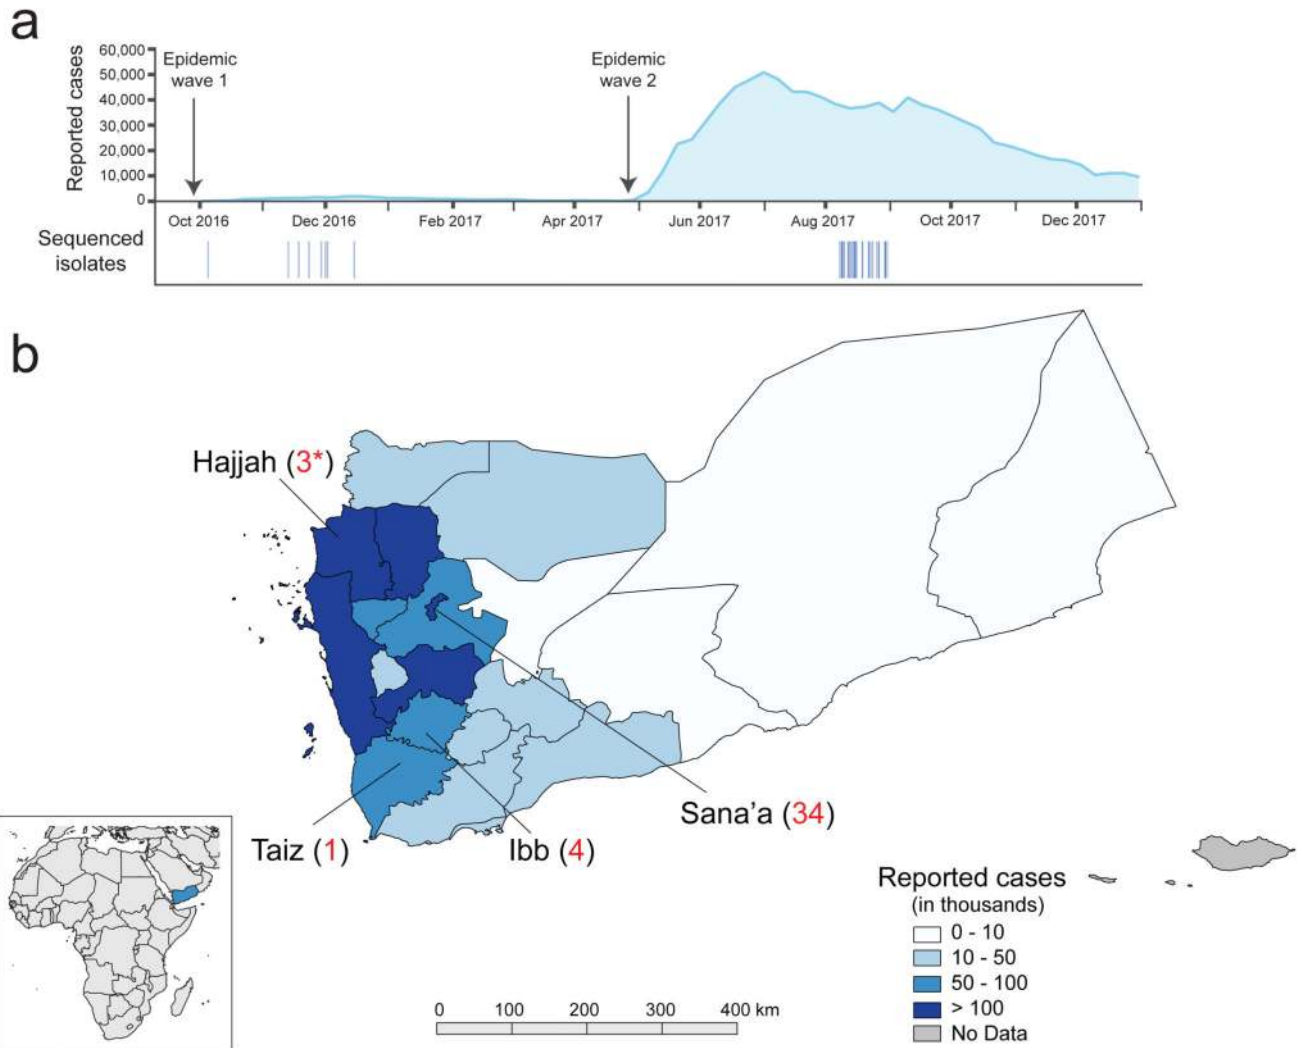 a
Reported cases
60,000
50,000
40,000
30,000
20,000
10,000
0
Epidemic
wave 1
Epidemic
wave 2
Oct 2016
Dec 2016
Feb 2017
Apr 2017
Jun 2017
Aug 2017
Oct 2017
Dec 2017
Sequenced
isolates
b
Hajjah (3*)
Sana'a (34)
Taiz (1)
Ibb (4)
Reported cases
(in thousands)
0 - 10
10 - 50
50 - 100
> 100
No Data
0 100 200 300 400 km